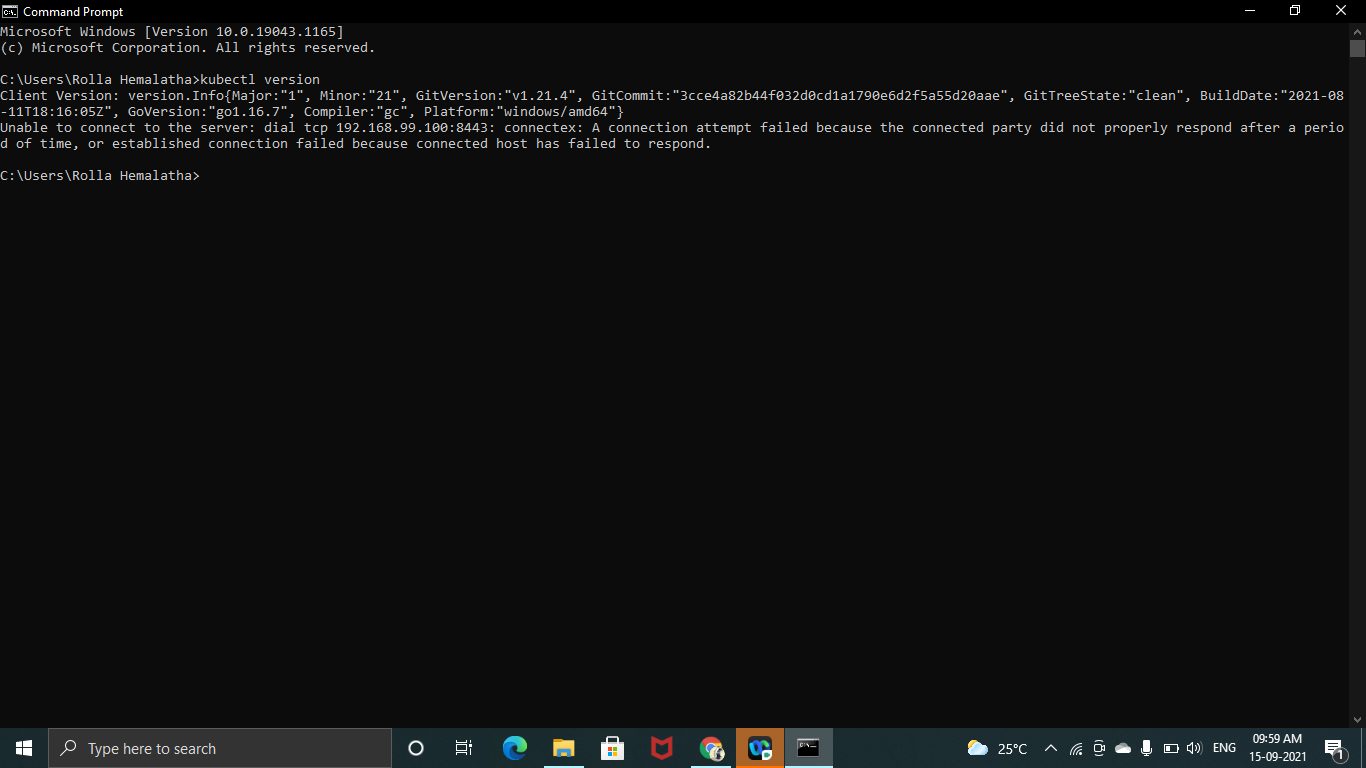 Command Prompt
Microsoft Windows [Version 10.0.19043.1165]
(c) Microsoft Corporation. All rights reserved.
C:\Users\Rolla Hemalatha>kubectl version
Client Version: version.Info{Major:"1", Minor:"21", GitVersion:"v1.21.4", GitCommit:"3cce4a82b44f032d0cd1a1790e6d2f5a55d20aae", GitTreeState:"clean", BuildDate:"2021-08
-11T18:16:05Z", GoVersion:"go1.16.7", Compiler:"gc", Platform:"windows/amd64"}
Unable to connect to the server: dial tcp 192.168.99.100:8443: connectex: A connection attempt failed because the connected party did not properly respond after a perio
d of time, or established connection failed because connected host has failed to respond.
C:\Users\Rolla Hemalatha>
Type here to search
25°C
ENG
09:59 AM
15-09-2021
1